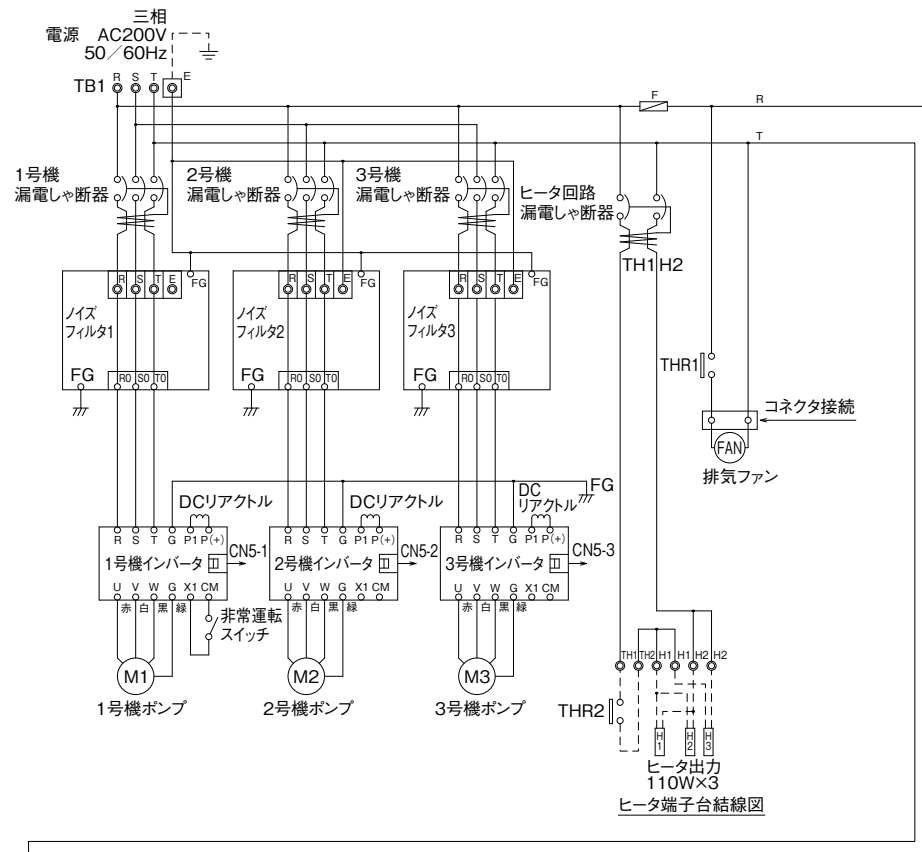 三相
電源 AC200V
50／60Hz
TB1
R S T E
F
R
T
1号機
漏電しゃ断器
2号機
漏電しゃ断器
3号機
漏電しゃ断器
ヒータ回路
漏電しゃ断器
TH1 H2
R S T E FG
R S T E FG
R S T E FG
ノイズ
フィルタ1
ノイズ
フィルタ2
ノイズ
フィルタ3
FG R0 S0 T0
FG R0 S0 T0
FG R0 S0 T0
THR1
コネクタ接続
FAN
排気ファン
FG
DCリアクトル
DCリアクトル
DC
リアクトル
R S T G P1 P(+)
R S T G P1 P(+)
R S T G P1 P(+)
1号機インバータ
CN5-1
2号機インバータ
CN5-2
3号機インバータ
CN5-3
U V W G X1 CM
U V W G X1 CM
U V W G X1 CM
赤 白 黒 緑
赤 白 黒 緑
赤 白 黒 緑
非常運転
スイッチ
M1
M2
M3
1号機ポンプ
2号機ポンプ
3号機ポンプ
TH1 TH2 H1 H1 H2 H2
THR2
H1
H2
H3
ヒータ出力
110W×3
ヒータ端子台結線図